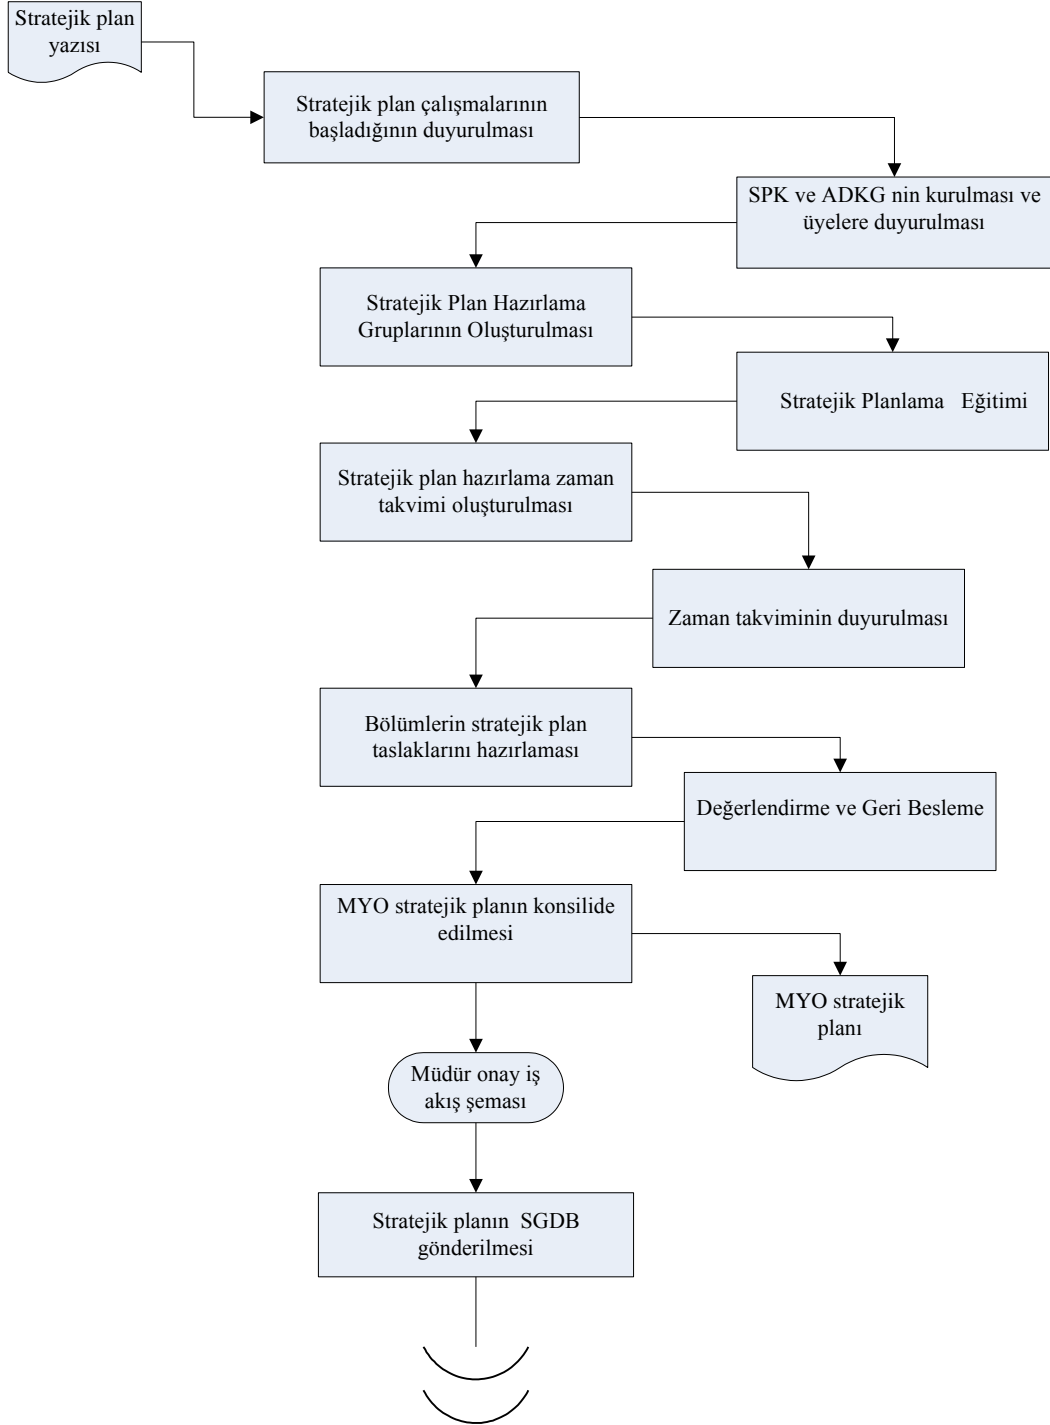 Stratejik plan
yazısı
Stratejik plan çalışmalarının
başladığının duyurulması
SPK ve ADKG nin kurulması ve
üyelere duyurulması
Stratejik Plan Hazırlama
Gruplarının Oluşturulması
Stratejik Planlama Eğitimi
Stratejik plan hazırlama zaman
takvimi oluşturulması
Zaman takviminin duyurulması
Bölümlerin stratejik plan
taslaklarını hazırlaması
Değerlendirme ve Geri Besleme
MYO stratejik planın konsilide
edilmesi
MYO stratejik
planı
Müdür onay iş
akış şeması
Stratejik planın SGDB
gönderilmesi